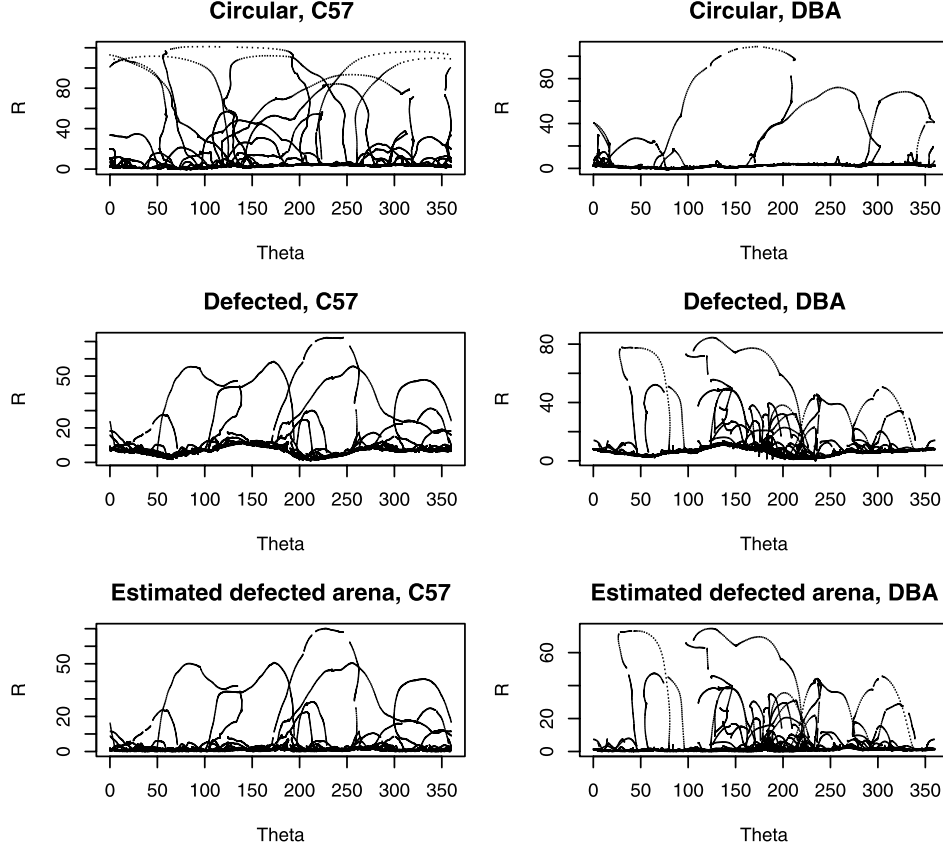 Circular, C57
Circular, DBA
R
0 40 80
0 50 100 150 200 250 300 350
Theta
R
0 40 80
0 50 100 150 200 250 300 350
Theta
Defected, C57
Defected, DBA
R
0 20 50
0 50 100 150 200 250 300 350
Theta
R
0 40 80
0 50 100 150 200 250 300 350
Theta
Estimated defected arena, C57
Estimated defected arena, DBA
R
0 20 50
0 50 100 150 200 250 300 350
Theta
R
0 20 60
0 50 100 150 200 250 300 350
Theta